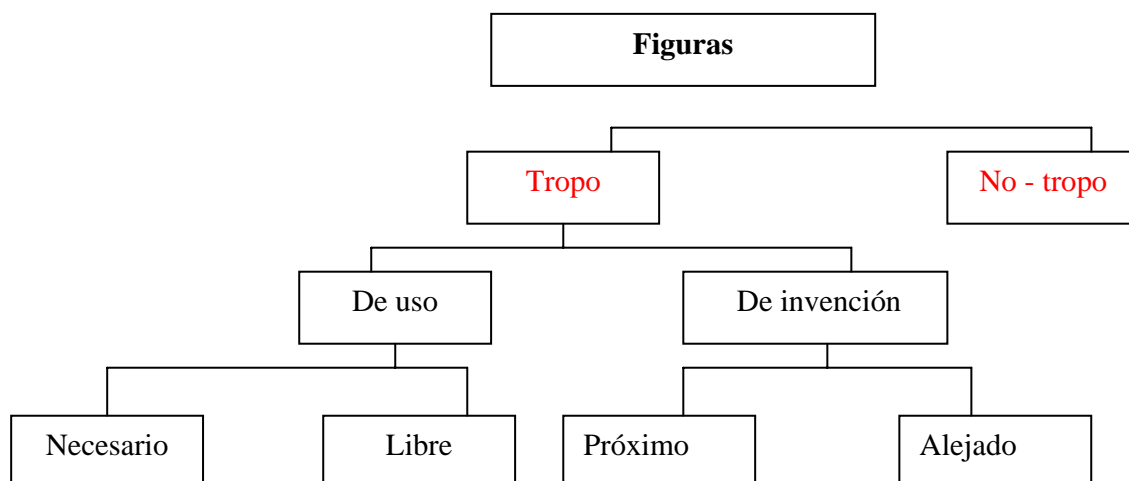 Figuras
Tropo
No - tropo
De uso
De invención
Necesario
Libre
Próximo
Alejado